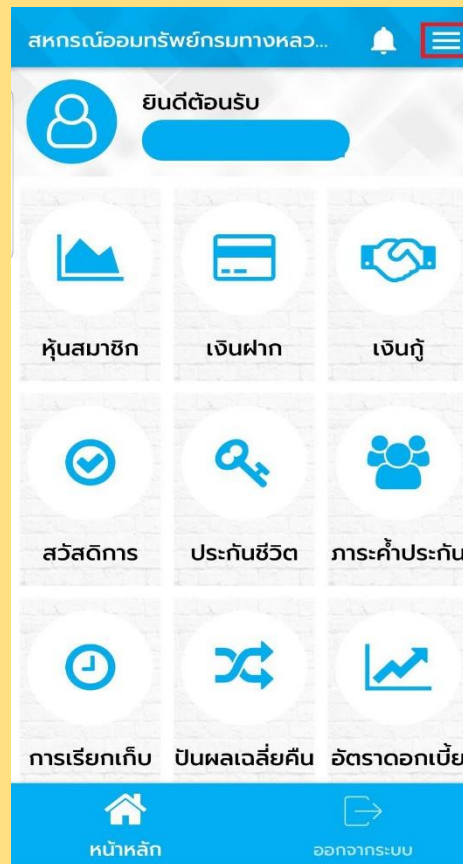 สหกรณ์ออมทรัพย์กรมทางหลว...
ยินดีต้อนรับ
หุ้นสมาชิก เงินฝาก เงินกู้
สวัสดิการ ประกันชีวิต ภาระค้ำประกัน
การเรียกเก็บ ปันผลเฉลี่ยคืน อัตราดอกเบี้ย
หน้าหลัก ออกจากระบบ